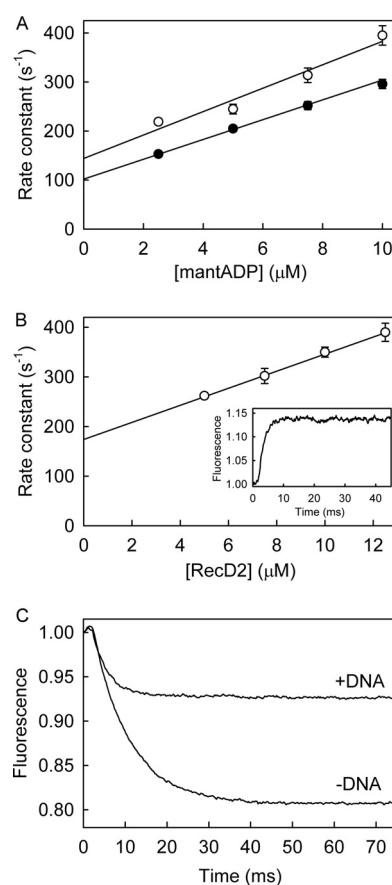 A
400
300
200
100
0
Rate constant (s⁻¹)
0 2 4 6 8 10
[mantADP] (µM)
B
400
300
200
100
0
Rate constant (s⁻¹)
1.15
1.10
1.05
1.00
Fluorescence
0 10 20 30 40
Time (ms)
0 2 4 6 8 10 12
[RecD2] (µM)
C
1.00
0.95
0.90
0.85
0.80
Fluorescence
+DNA
-DNA
0 10 20 30 40 50 60 70
Time (ms)